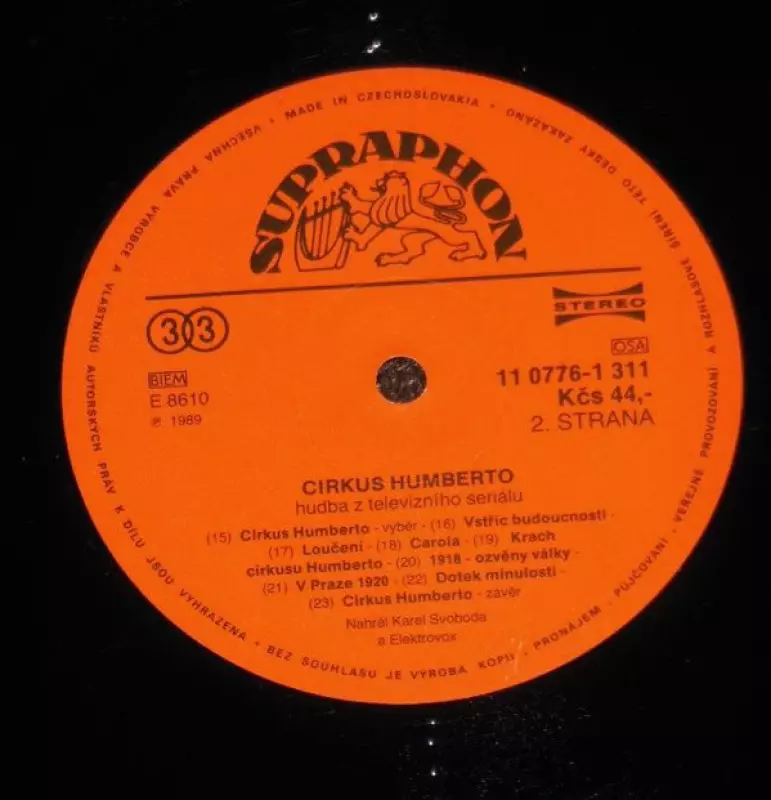 MADE IN CZECHOSLOVAKIA • VŠECHNA PRÁVA VÝROBCE A VLASTNÍKŮ AUTORSKÝCH PRÁV K DÍLU JSOU VYHRAZENA • BEZ SOUHLASU JE VÝROBA KOPIÍ · PRONÁJEM · PŮJČOVÁNÍ · VEŘEJNÉ PROVOZOVÁNÍ A ROZHLASOVÉ ŠÍŘENÍ TÉTO DESKY ZAKÁZÁNO •
SUPRAPHON
33
STEREO
OSA
BIEM
11 0776-1 311
E 8610
Kčs 44,-
℗ 1989
2. STRANA
CIRKUS HUMBERTO
hudba z televizního seriálu
(15) Cirkus Humberto - výběr - (16) Vstříc budoucnosti -
(17) Loučení - (18) Carola - (19) Krach
cirkusu Humberto - (20) 1918 - ozvěny války -
(21) V Praze 1920 - (22) Dotek minulosti -
(23) Cirkus Humberto - závěr
Nahrál Karel Svoboda
a Elektrovox